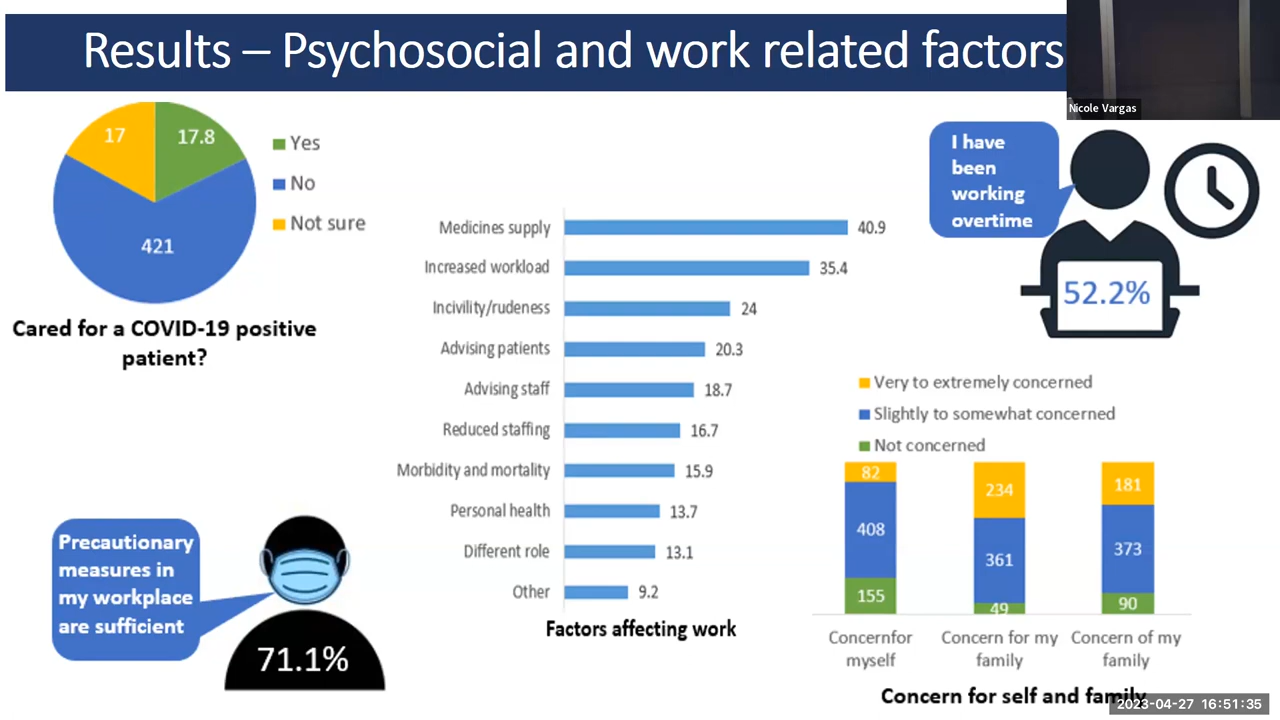 Results – Psychosocial and work related factors
Nicole Vargas
17
17.8
421
Yes
No
Not sure
Cared for a COVID-19 positive
patient?
Medicines supply 40.9
Increased workload 35.4
Incivility/rudeness 24
Advising patients 20.3
Advising staff 18.7
Reduced staffing 16.7
Morbidity and mortality 15.9
Personal health 13.7
Different role 13.1
Other 9.2
Factors affecting work
I have
been
working
overtime
52.2%
Precautionary
measures in
my workplace
are sufficient
71.1%
Very to extremely concerned
Slightly to somewhat concerned
Not concerned
82 234 181
408 361 373
155 49 90
Concernfor
myself
Concern for my
family
Concern of my
family
Concern for self and family
2023-04-27 16:51:35